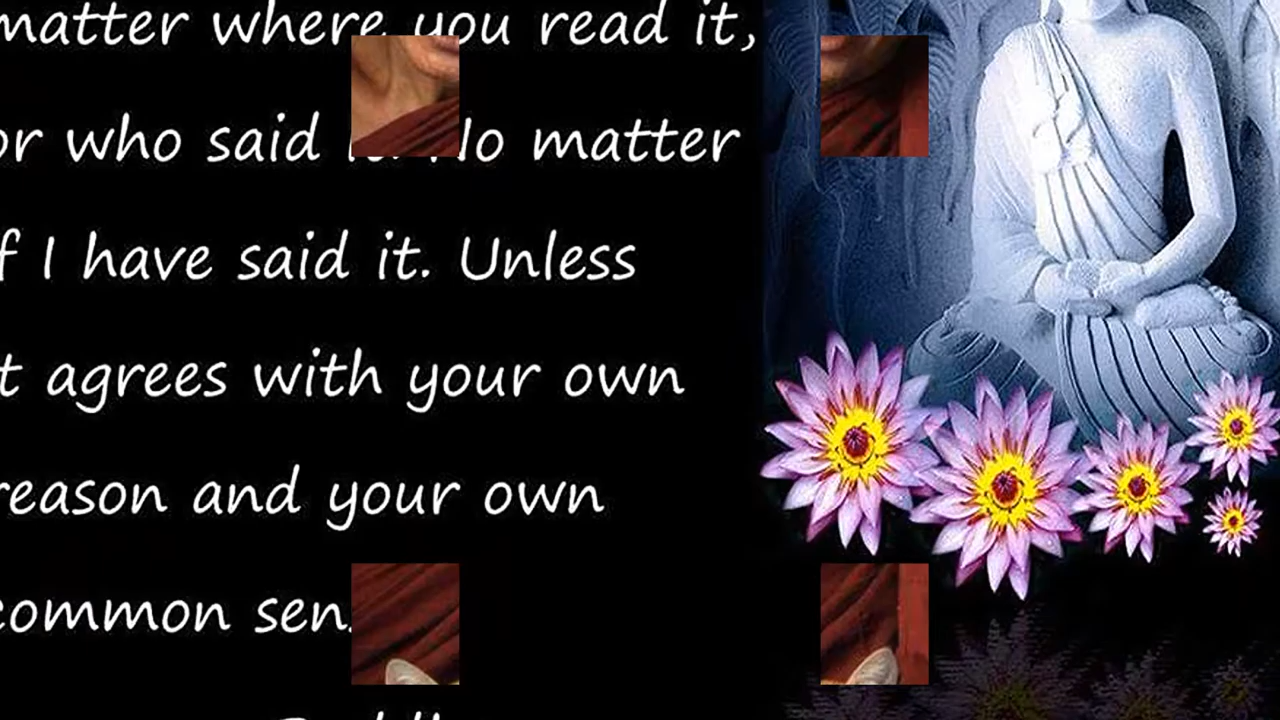 matter where you read it,
or who said No matter
f I have said it. Unless
t agrees with your own
reason and your own
common sen